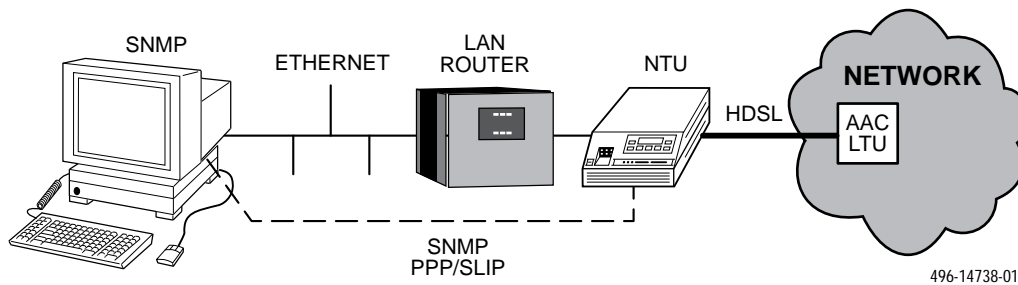 SNMP
ETHERNET
LAN
ROUTER
NTU
HDSL
NETWORK
AAC
LTU
SNMP
PPP/SLIP
496-14738-01